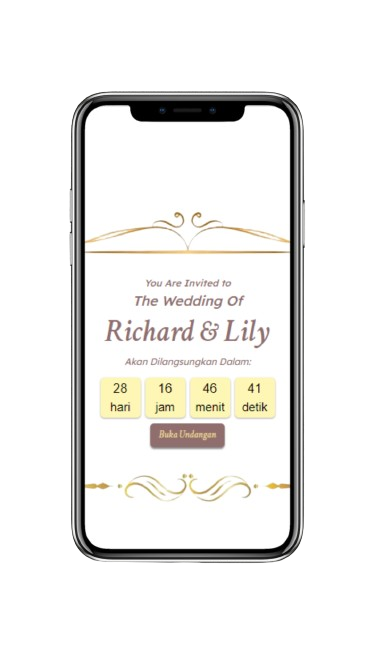 You Are Invited to
The Wedding Of
Richard & Lily
Akan Dilangsungkan Dalam:
28 16 46 41
hari jam menit detik
Buka Undangan